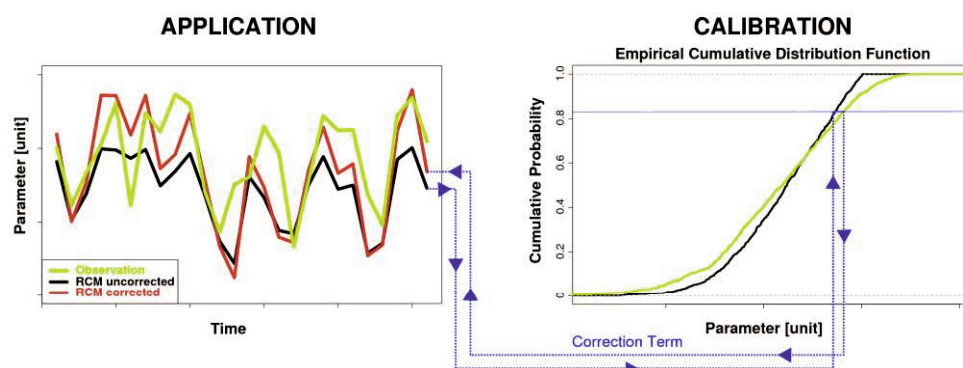 APPLICATION
Parameter [unit]
Observation
RCM uncorrected
RCM corrected
Time
CALIBRATION
Empirical Cumulative Distribution Function
Cumulative Probability
1.0
0.8
0.6
0.4
0.2
0
Parameter [unit]
Correction Term